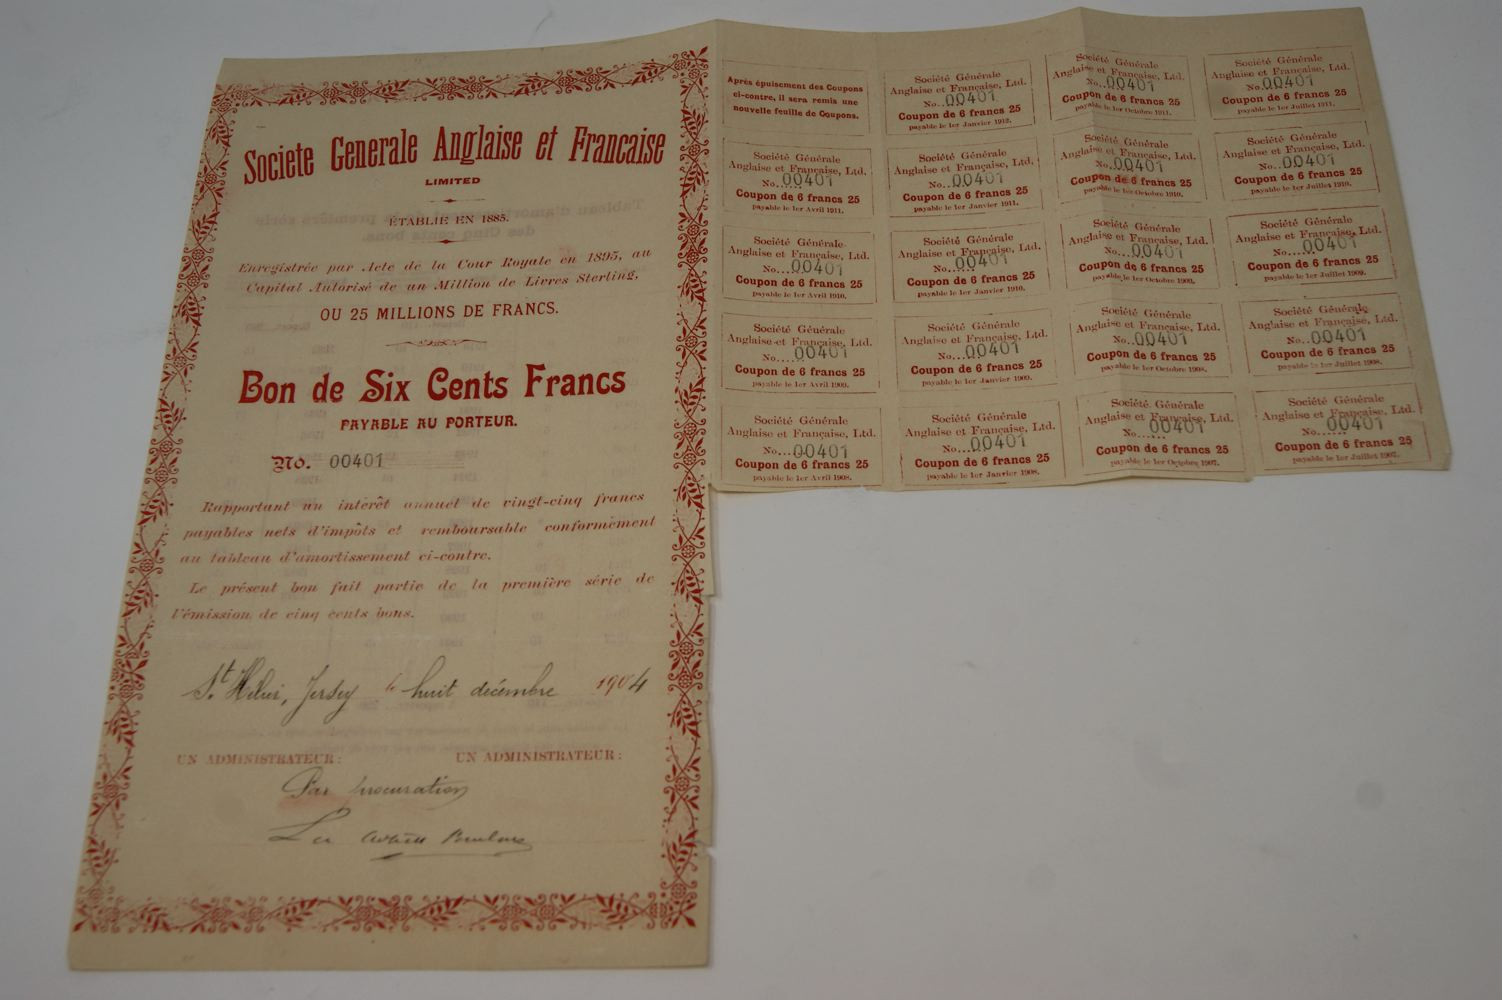 Societe Generale Anglaise et Francaise
LIMITED
ÉTABLIE EN 1885.
Enregistrée par Acte de la Cour Royale en 1895, au
Capital Autorisé de un Million de Livres Sterling,
OU 25 MILLIONS DE FRANCS.
Bon de Six Cents Francs
PAYABLE AU PORTEUR.
No. 00401
Rapportant un intérêt annuel de vingt-cinq francs
payables nets d'impôts et remboursable conformément
au tableau d'amortissement ci-contre.
Le présent bon fait partie de la première série de
l'émission de cinq cents bons.
St. Helier, Jersey le huit décembre 1904
UN ADMINISTRATEUR: UN ADMINISTRATEUR:
Par procuration
Après épuisement des Coupons
ci-contre, il sera remis une
nouvelle feuille de Coupons.
Société Générale
Anglaise et Française, Ltd.
No...00401
Coupon de 6 francs 25
payable le 1er Janvier 1912.
Société Générale
Anglaise et Française, Ltd.
No...00401
Coupon de 6 francs 25
payable le 1er Octobre 1911.
Société Générale
Anglaise et Française, Ltd.
No...00401
Coupon de 6 francs 25
payable le 1er Juillet 1911.
Société Générale
Anglaise et Française, Ltd.
No......00401
Coupon de 6 francs 25
payable le 1er Avril 1911.
Société Générale
Anglaise et Française, Ltd.
No...00401
Coupon de 6 francs 25
payable le 1er Janvier 1911.
Société Générale
Anglaise et Française, Ltd.
No...00401
Coupon de 6 francs 25
payable le 1er Octobre 1910.
Société Générale
Anglaise et Française, Ltd.
No...00401
Coupon de 6 francs 25
payable le 1er Juillet 1910.
Société Générale
Anglaise et Française, Ltd.
No...00401
Coupon de 6 francs 25
payable le 1er Avril 1910.
Société Générale
Anglaise et Française, Ltd.
No...00401
Coupon de 6 francs 25
payable le 1er Janvier 1910.
Société Générale
Anglaise et Française, Ltd.
No...00401
Coupon de 6 francs 25
payable le 1er Octobre 1909.
Société Générale
Anglaise et Française, Ltd.
No......00401
Coupon de 6 francs 25
payable le 1er Juillet 1909.
Société Générale
Anglaise et Française, Ltd.
No...00401
Coupon de 6 francs 25
payable le 1er Avril 1909.
Société Générale
Anglaise et Française, Ltd.
No...00401
Coupon de 6 francs 25
payable le 1er Janvier 1909.
Société Générale
Anglaise et Française, Ltd.
No...00401
Coupon de 6 francs 25
payable le 1er Octobre 1908.
Société Générale
Anglaise et Française, Ltd.
No...00401
Coupon de 6 francs 25
payable le 1er Juillet 1908.
Société Générale
Anglaise et Française, Ltd.
No...00401
Coupon de 6 francs 25
payable le 1er Avril 1908.
Société Générale
Anglaise et Française, Ltd.
No...00401
Coupon de 6 francs 25
payable le 1er Janvier 1908.
Société Générale
Anglaise et Française, Ltd.
No......00401
Coupon de 6 francs 25
payable le 1er Octobre 1907.
Société Générale
Anglaise et Française, Ltd.
No......00401
Coupon de 6 francs 25
payable le 1er Juillet 1907.